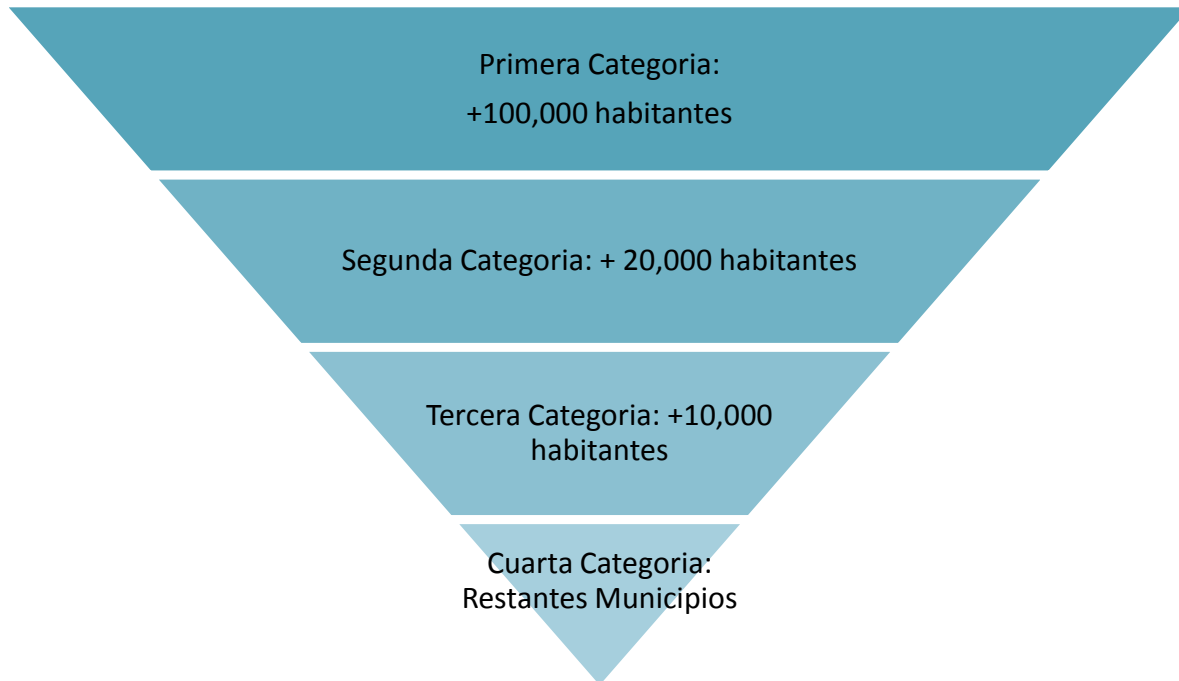 Primera Categoria:
+100,000 habitantes
Segunda Categoria: + 20,000 habitantes
Tercera Categoria: +10,000
habitantes
Cuarta Categoria:
Restantes Municipios